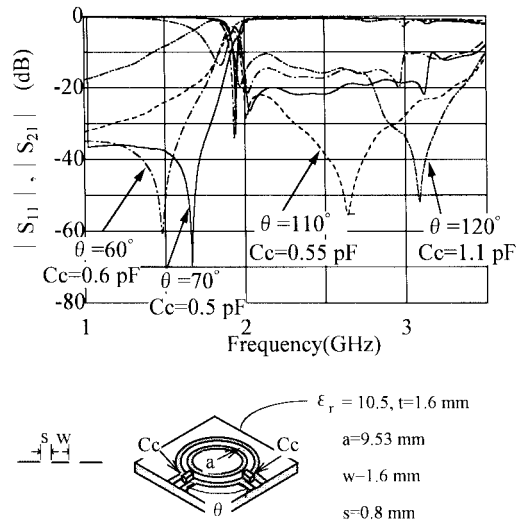 | S11 | , | S21 | (dB)
0
-20
-40
-60
-80
θ =60°
Cc=0.6 pF
θ =70°
Cc=0.5 pF
θ =110°
Cc=0.55 pF
θ =120°
Cc=1.1 pF
1 2 3
Frequency(GHz)
s w
Cc Cc
a
θ
εr = 10.5, t=1.6 mm
a=9.53 mm
w=1.6 mm
s=0.8 mm